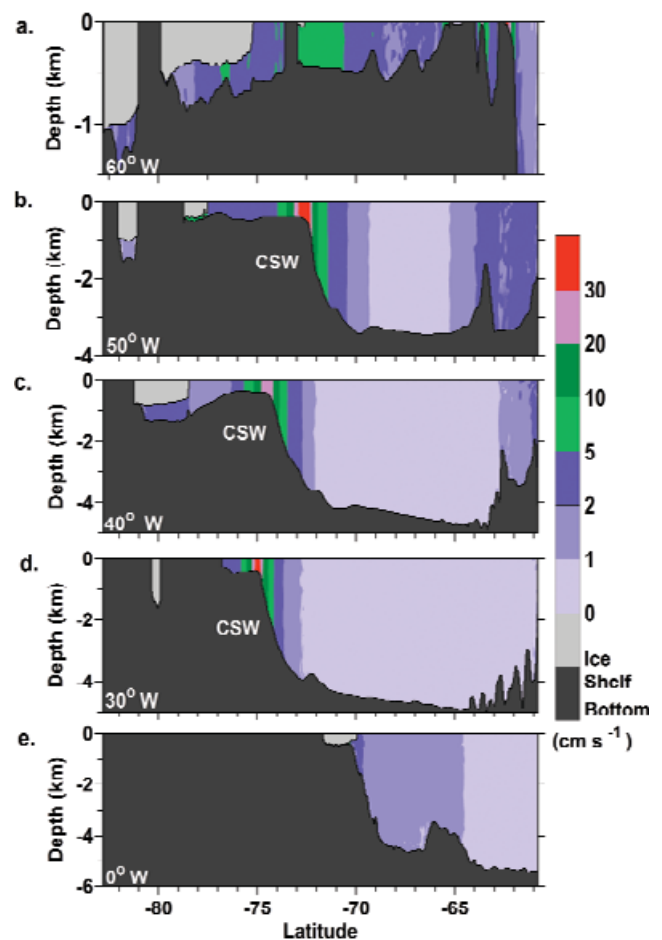 a.
Depth (km)
0
-1
60° W
b.
Depth (km)
0
-2
-4
CSW
50° W
c.
Depth (km)
0
-2
-4
CSW
40° W
d.
Depth (km)
0
-2
-4
CSW
30° W
e.
Depth (km)
0
-2
-4
-6
0° W
-80
-75
-70
-65
Latitude
30
20
10
5
2
1
0
Ice
Shelf
Bottom
(cm s -1)